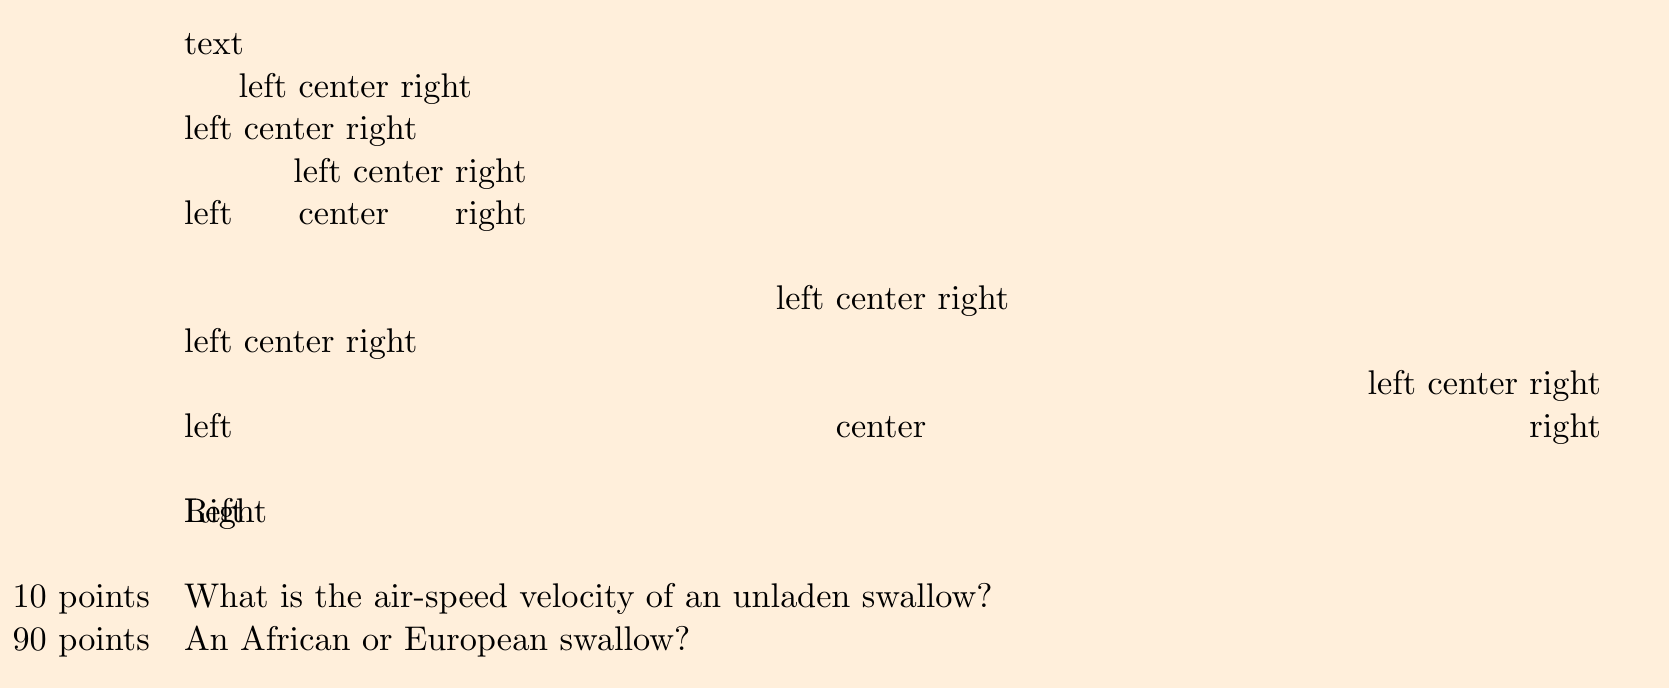 text
left center right
left center right
left center right
left center right
left center right
left center right
left center right
left center right
Left
Right
10 points What is the air-speed velocity of an unladen swallow?
90 points An African or European swallow?